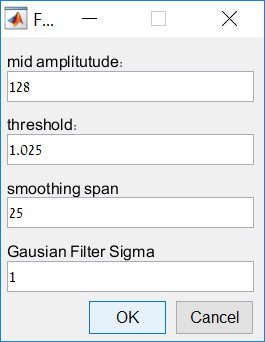 F...
mid amplitutude:
128
threshold:
1.025
smoothing span
25
Gausian Filter Sigma
1
OK Cancel